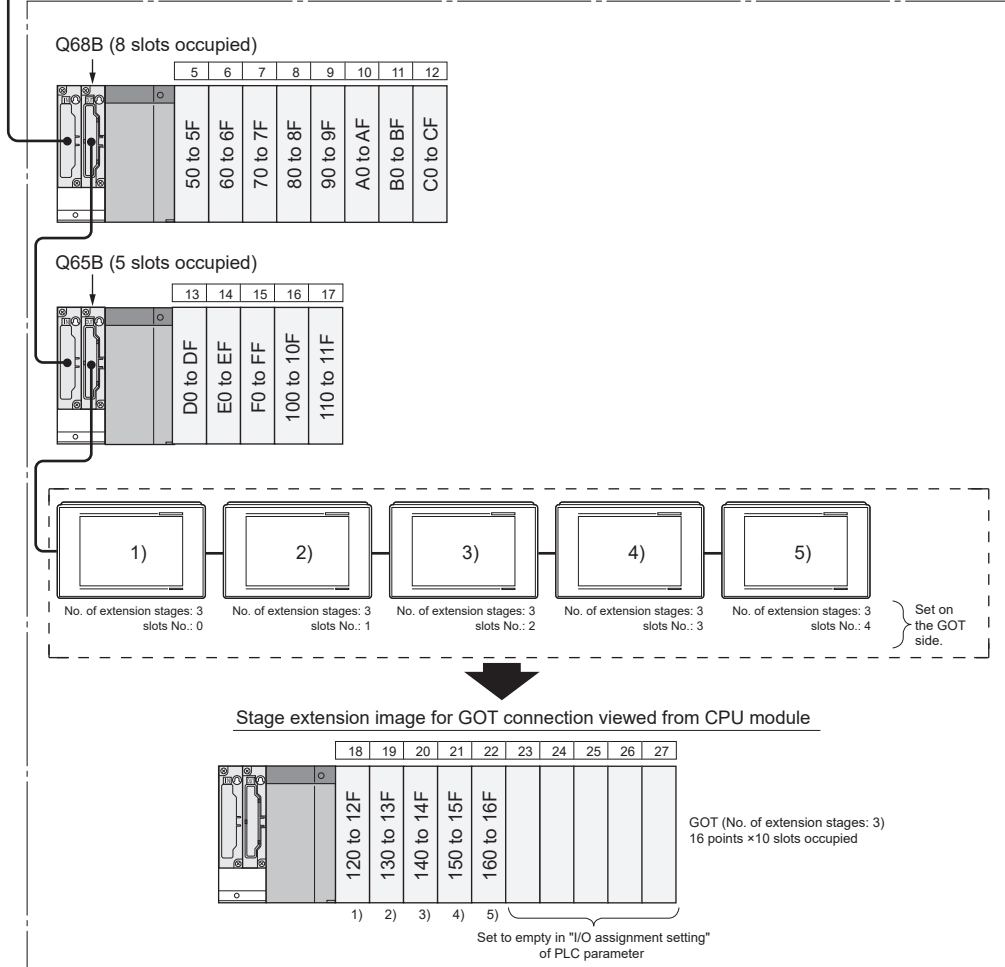 Q68B (8 slots occupied)
5 6 7 8 9 10 11 12
50 to 5F
60 to 6F
70 to 7F
80 to 8F
90 to 9F
A0 to AF
B0 to BF
C0 to CF
Q65B (5 slots occupied)
13 14 15 16 17
D0 to DF
E0 to EF
F0 to FF
100 to 10F
110 to 11F
1) 2) 3) 4) 5)
No. of extension stages: 3
slots No.: 0
No. of extension stages: 3
slots No.: 1
No. of extension stages: 3
slots No.: 2
No. of extension stages: 3
slots No.: 3
No. of extension stages: 3
slots No.: 4
Set on
the GOT
side.
Stage extension image for GOT connection viewed from CPU module
18 19 20 21 22 23 24 25 26 27
120 to 12F
130 to 13F
140 to 14F
150 to 15F
160 to 16F
GOT (No. of extension stages: 3)
16 points ×10 slots occupied
1) 2) 3) 4) 5)
Set to empty in "I/O assignment setting"
of PLC parameter